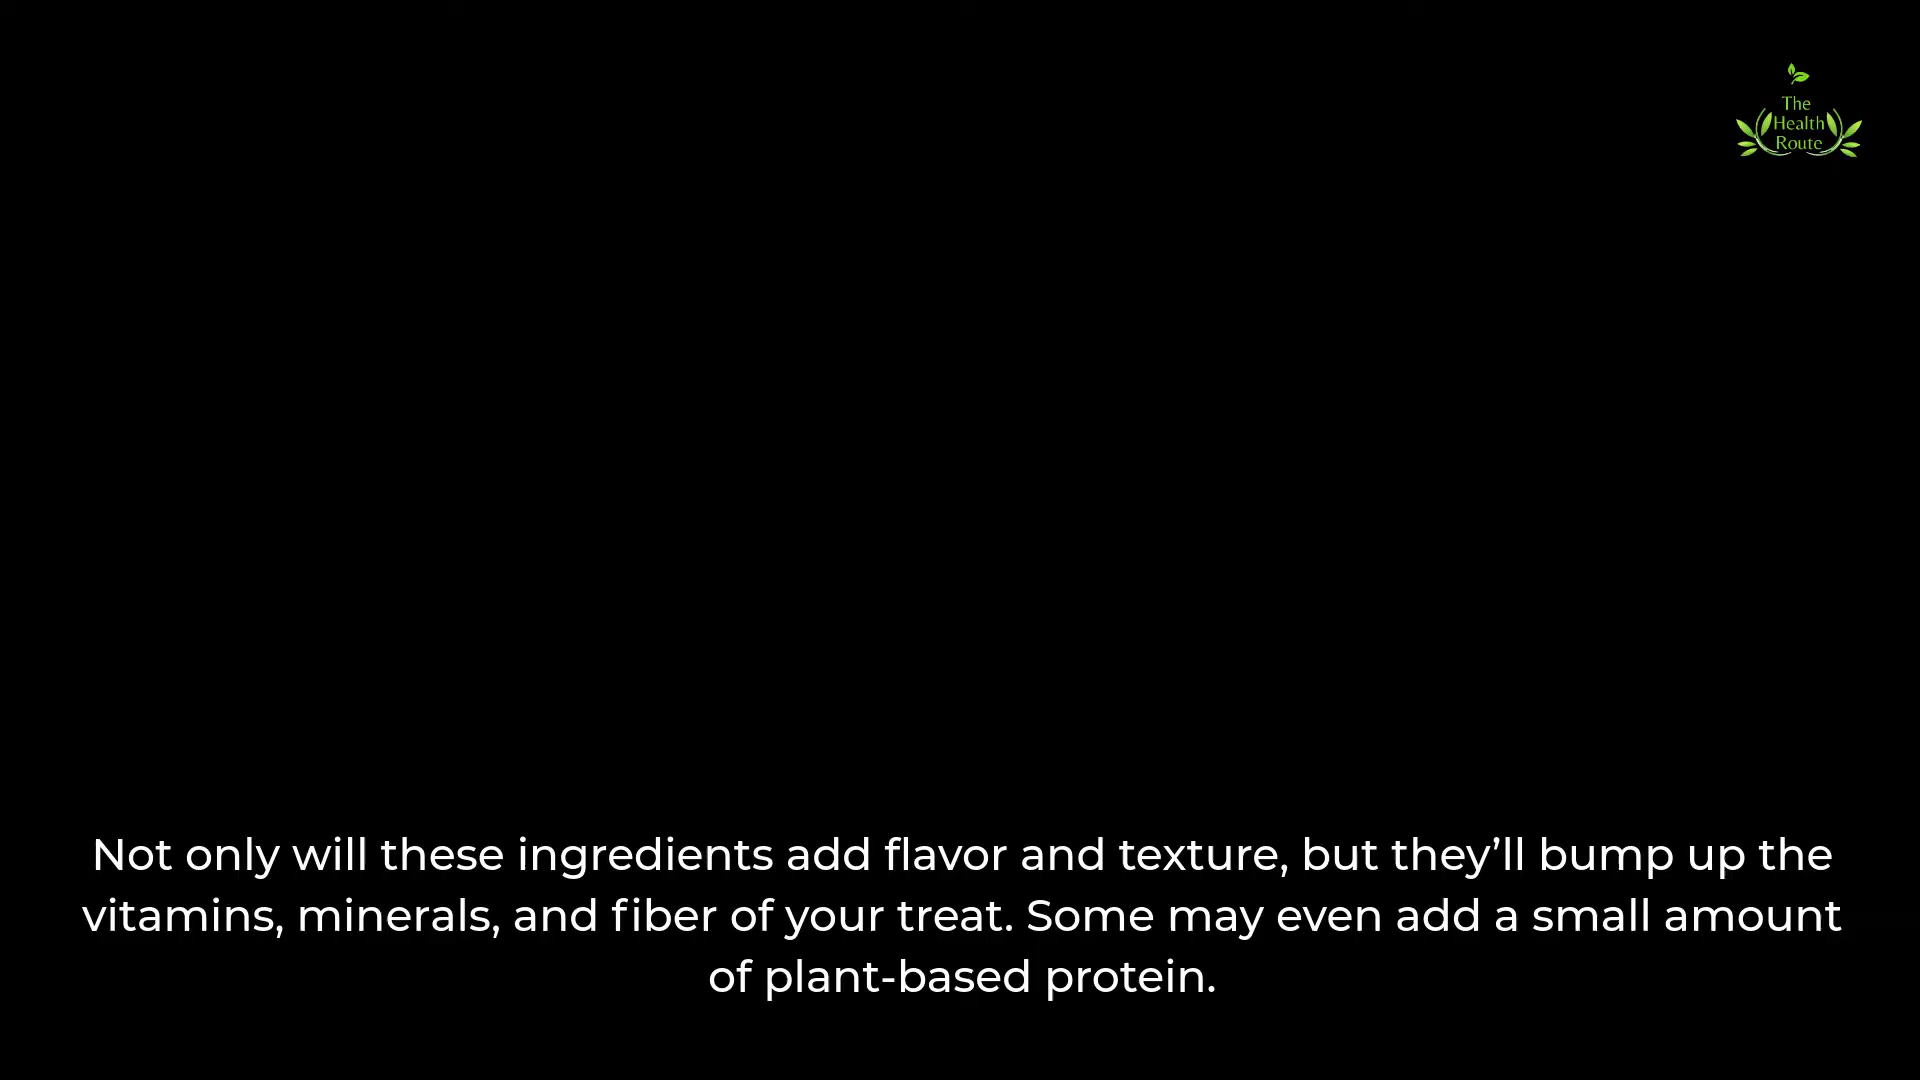 The
Health
Route
Not only will these ingredients add flavor and texture, but they’ll bump up the
vitamins, minerals, and fiber of your treat. Some may even add a small amount
of plant-based protein.